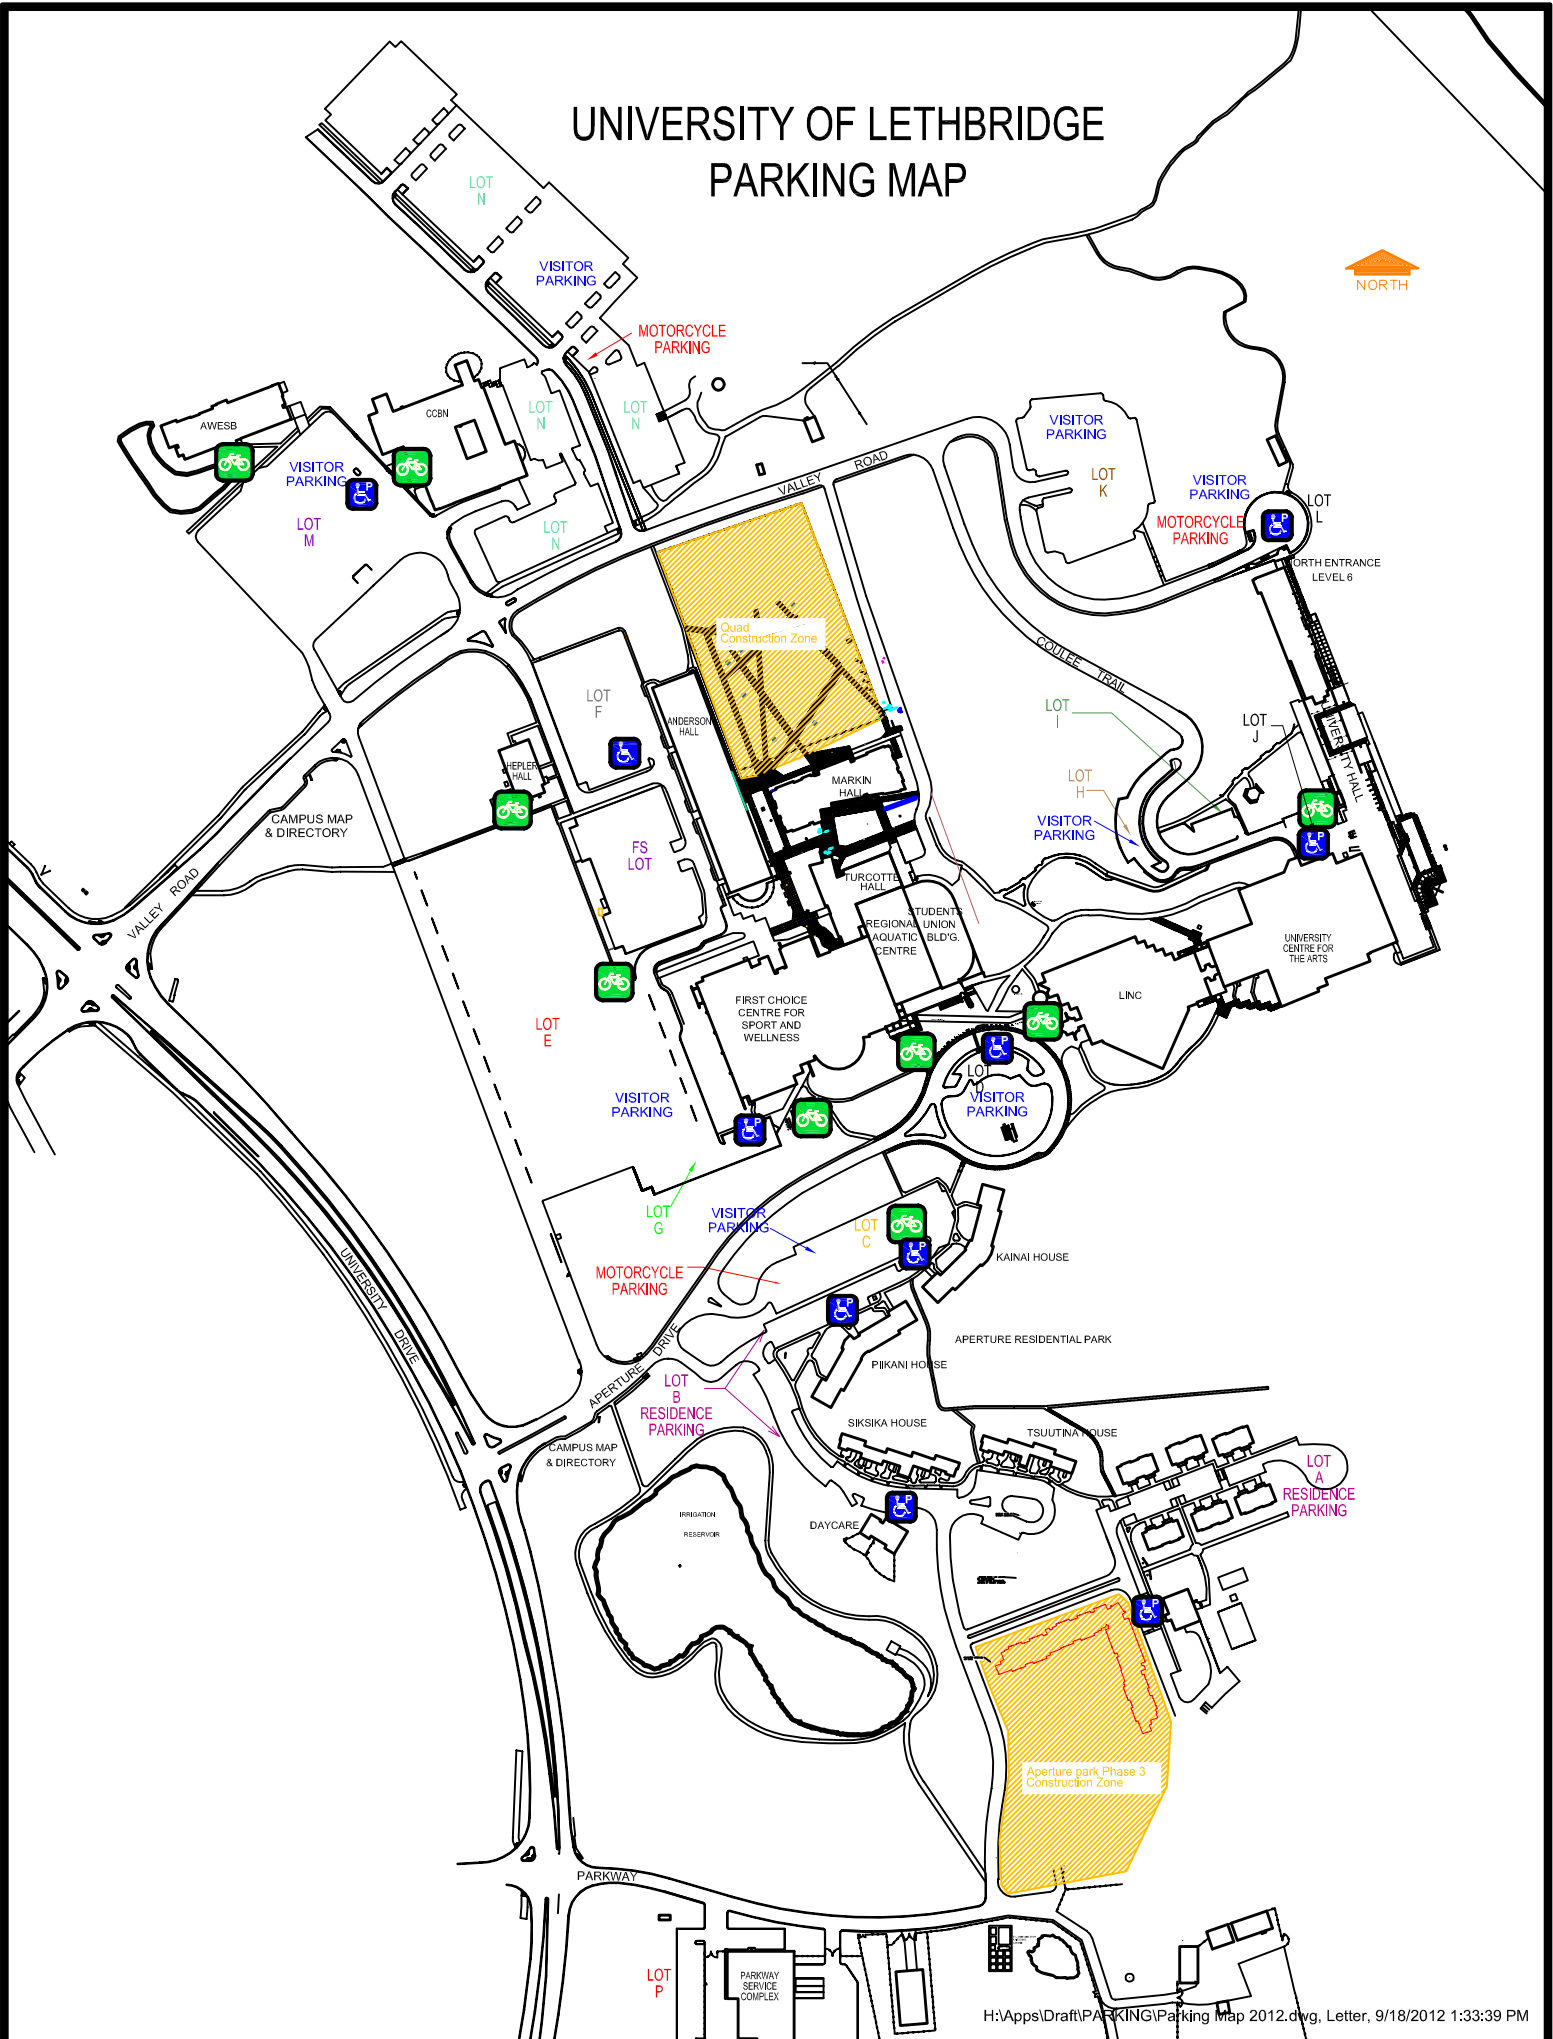 UNIVERSITY OF LETHBRIDGE
PARKING MAP
LOT
N
VISITOR
PARKING
NORTH
MOTORCYCLE
PARKING
AWESB
CCBN
LOT
N
LOT
N
VISITOR
PARKING
P
LOT
M
LOT
N
VALLEY ROAD
VISITOR
PARKING
LOT
K
VISITOR
PARKING
MOTORCYCLE
PARKING
LOT
L
P
NORTH ENTRANCE
LEVEL 6
Quad
Construction Zone
COULEE TRAIL
LOT
F
ANDERSON
HALL
P
HEPLER
HALL
LOT
I
LOT
J
UNIVERSITY HALL
MARKIN
HALL
LOT
H
VISITOR
PARKING
P
CAMPUS MAP
& DIRECTORY
FS
LOT
VALLEY ROAD
TURCOTTE
HALL
STUDENTS
UNION
BLD'G.
REGIONAL
AQUATIC
CENTRE
UNIVERSITY
CENTRE FOR
THE ARTS
LINC
FIRST CHOICE
CENTRE FOR
SPORT AND
WELLNESS
LOT
E
P
LOT
D
VISITOR
PARKING
VISITOR
PARKING
P
LOT
G
VISITOR
PARKING
LOT
C
P
KAINAI HOUSE
MOTORCYCLE
PARKING
P
UNIVERSITY DRIVE
APERTURE DRIVE
APERTURE RESIDENTIAL PARK
PIIKANI HOUSE
LOT
B
RESIDENCE
PARKING
SIKSIKA HOUSE
TSUUTINA HOUSE
CAMPUS MAP
& DIRECTORY
LOT
A
RESIDENCE
PARKING
P
DAYCARE
IRRIGATION
RESERVOIR
P
Aperture park Phase 3
Construction Zone
PARKWAY
LOT
P
PARKWAY
SERVICE
COMPLEX
H:\Apps\Draft\PARKING\Parking Map 2012.dwg, Letter, 9/18/2012 1:33:39 PM